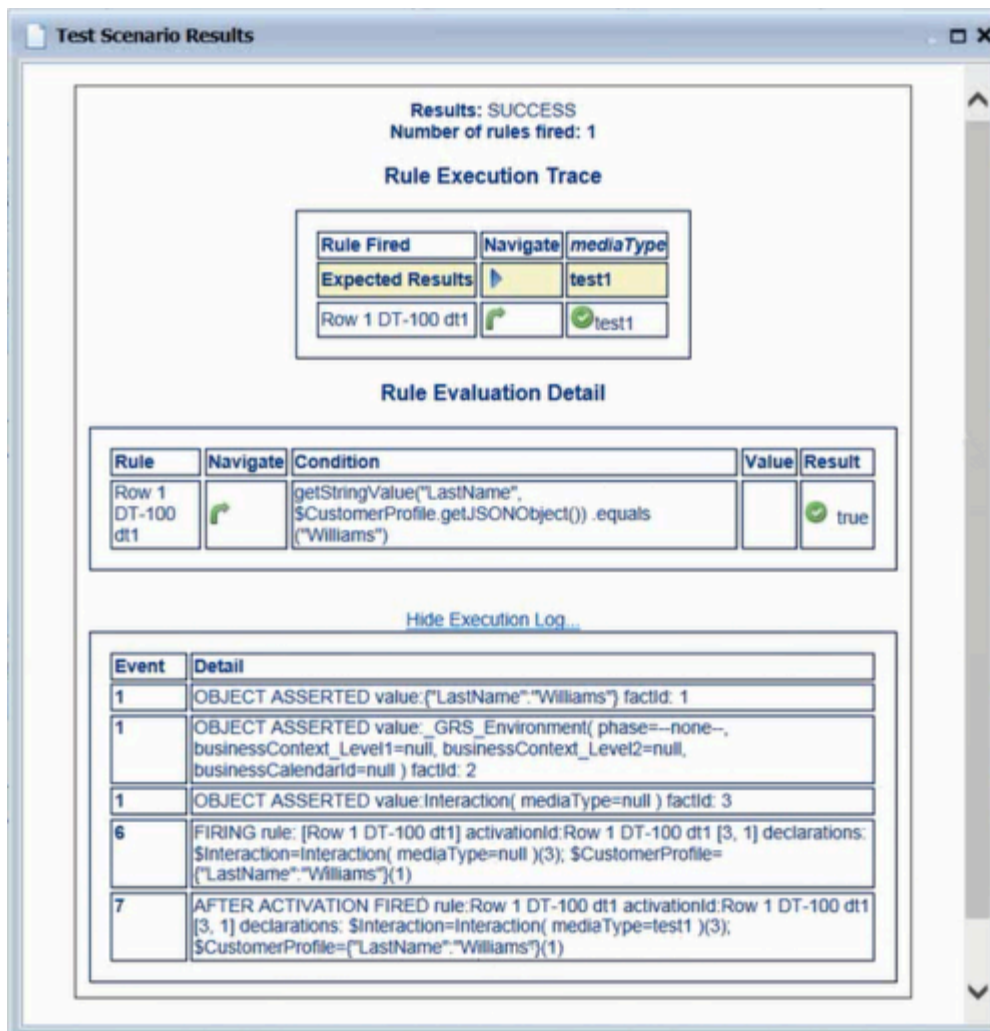 Test Scenario Results
Results: SUCCESS
Number of rules fired: 1
Rule Execution Trace
Rule Fired Navigate mediaType
Expected Results test1
Row 1 DT-100 dt1 test1
Rule Evaluation Detail
Rule Navigate Condition Value Result
Row 1
DT-100
dt1
getStringValue("LastName",
$CustomerProfile.getJSONObject()) .equals
("Williams")
true
Hide Execution Log...
Event Detail
1 OBJECT ASSERTED value:{"LastName":"Williams"} factId: 1
1 OBJECT ASSERTED value:_GRS_Environment( phase=--none--,
businessContext_Level1=null, businessContext_Level2=null,
businessCalendarId=null ) factId: 2
1 OBJECT ASSERTED value:Interaction( mediaType=null ) factId: 3
6 FIRING rule: [Row 1 DT-100 dt1] activationId:Row 1 DT-100 dt1 [3, 1] declarations:
$Interaction=Interaction( mediaType=null )(3); $CustomerProfile=
{"LastName":"Williams"}(1)
7 AFTER ACTIVATION FIRED rule:Row 1 DT-100 dt1 activationId:Row 1 DT-100 dt1
[3, 1] declarations: $Interaction=Interaction( mediaType=test1 )(3);
$CustomerProfile={"LastName":"Williams"}(1)